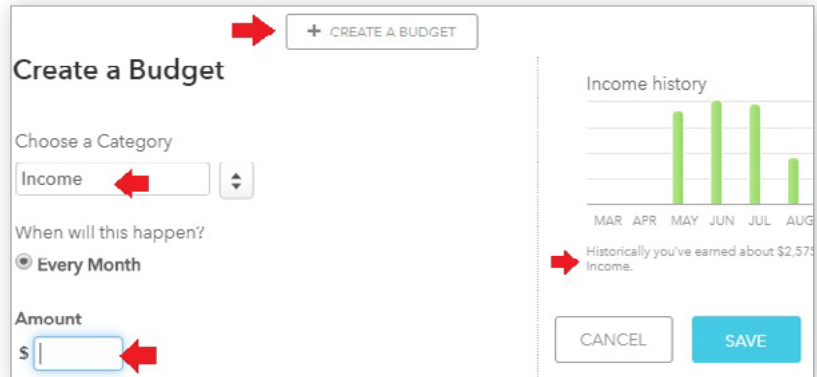 + CREATE A BUDGET
Create a Budget
Choose a Category
Income
When will this happen?
Every Month
Amount
$
Income history
MAR APR MAY JUN JUL AUG
Historically you've earned about $2,575
Income.
CANCEL
SAVE